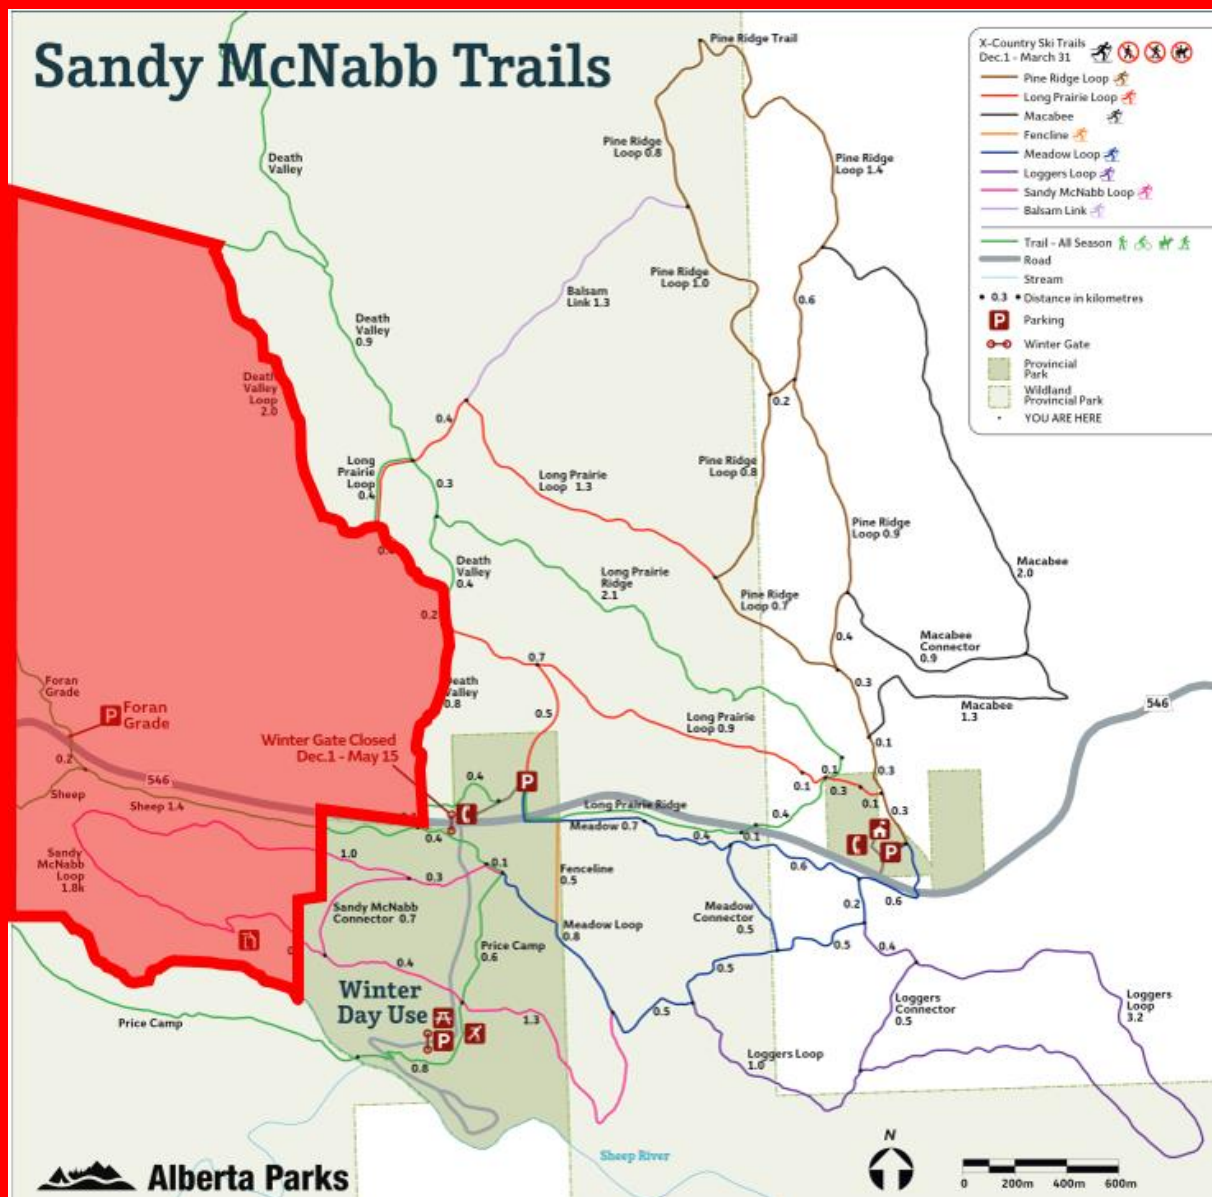 Sandy McNabb Trails
Pine Ridge Trail
X-Country Ski Trails
Dec.1 - March 31
Pine Ridge Loop
Long Prairie Loop
Macabee
Fencline
Meadow Loop
Loggers Loop
Sandy McNabb Loop
Balsam Link
Trail - All Season
Road
Stream
0.3
Distance in kilometres
P
Parking
Winter Gate
Provincial
Park
Wildland
Provincial Park
YOU ARE HERE
Death
Valley
Pine Ridge
Loop 0.8
Pine Ridge
Loop 1.4
Pine Ridge
Loop 1.0
Balsam
Link 1.3
0.6
Death
Valley
0.9
Death
Valley
Loop
2.0
0.4
0.2
Long
Prairie
Loop
0.4
0.3
Long Prairie
Loop 1.3
Pine Ridge
Loop 0.8
Pine Ridge
Loop 0.9
Death
Valley
0.4
Long Prairie
Ridge
2.1
Macabee
2.0
Pine Ridge
Loop 0.7
0.2
0.4
Macabee
Connector
0.9
0.7
0.3
Foran
Grade
P
Foran
Grade
Death
Valley
0.8
0.5
Long Prairie
Loop 0.9
Macabee
1.3
546
Winter Gate Closed
Dec.1 - May 15
0.1
0.2
546
0.4
P
0.1
0.1
0.3
0.3
0.1
0.3
Sheep
Sheep 1.4
Long Prairie Ridge
Meadow 0.7
0.4
0.4
0.1
P
0.4
1.0
0.1
0.3
Sandy
McNabb
Loop
1.8k
Fenceline
0.5
0.6
0.6
Sandy McNabb
Connector 0.7
Meadow Loop
0.8
Meadow
Connector
0.5
0.2
0.5
0.4
Price Camp
0.6
0.4
0.5
Winter
Day Use
P
Price Camp
1.3
0.5
Loggers
Connector
0.5
Loggers
Loop
3.2
0.8
Loggers Loop
1.0
Sheep River
N
Alberta Parks
0
200m
400m
600m